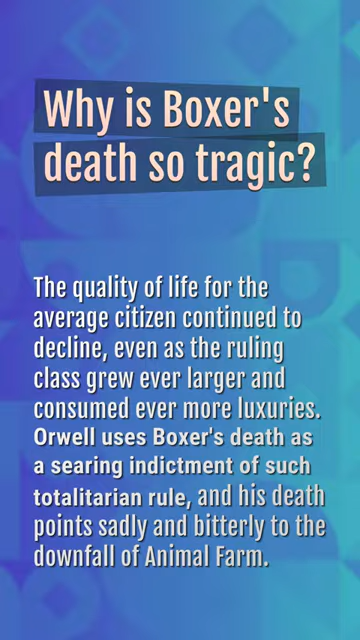 Why is Boxer's
death so tragic?
The quality of life for the
average citizen continued to
decline, even as the ruling
class grew ever larger and
consumed ever more luxuries.
Orwell uses Boxer's death as
a searing indictment of such
totalitarian rule, and his death
points sadly and bitterly to the
downfall of Animal Farm.